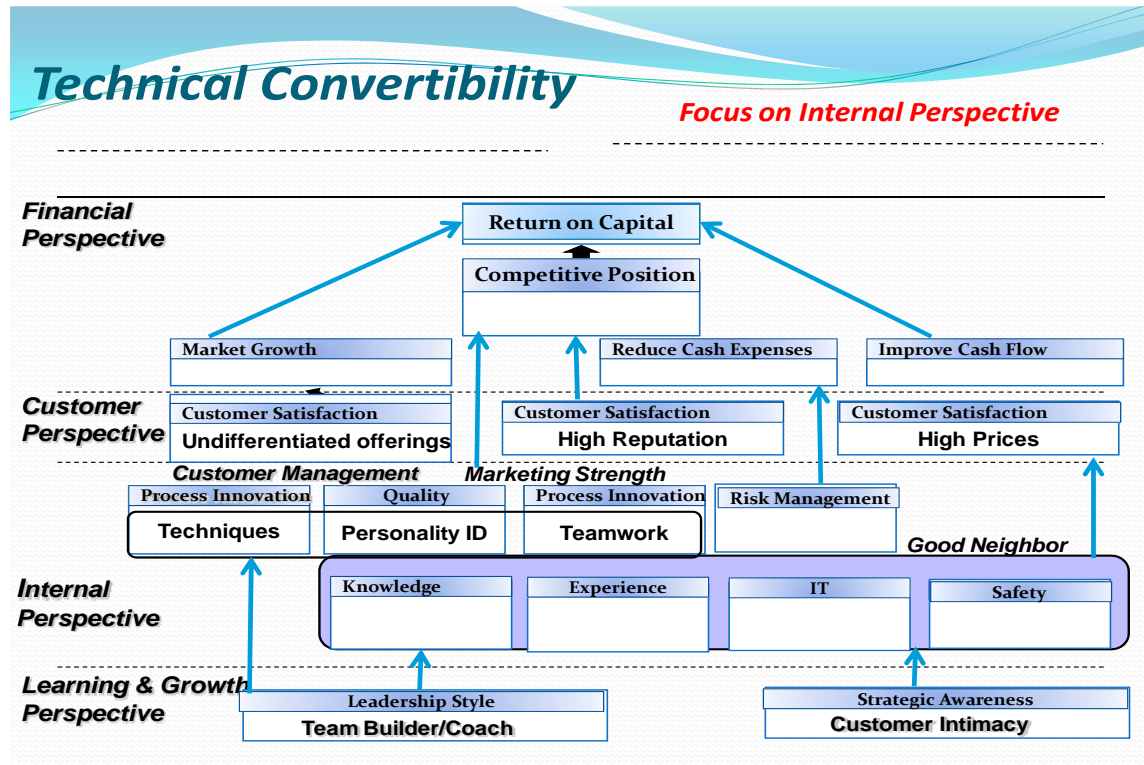 Technical Convertibility
Focus on Internal Perspective
Financial
Perspective
Return on Capital
Competitive Position
Market Growth
Reduce Cash Expenses
Improve Cash Flow
Customer
Perspective
Customer Satisfaction
Undifferentiated offerings
Customer Satisfaction
High Reputation
Customer Satisfaction
High Prices
Customer Management
Marketing Strength
Process Innovation
Techniques
Quality
Personality ID
Process Innovation
Teamwork
Risk Management
Good Neighbor
Internal
Perspective
Knowledge
Experience
IT
Safety
Learning & Growth
Perspective
Leadership Style
Team Builder/Coach
Strategic Awareness
Customer Intimacy